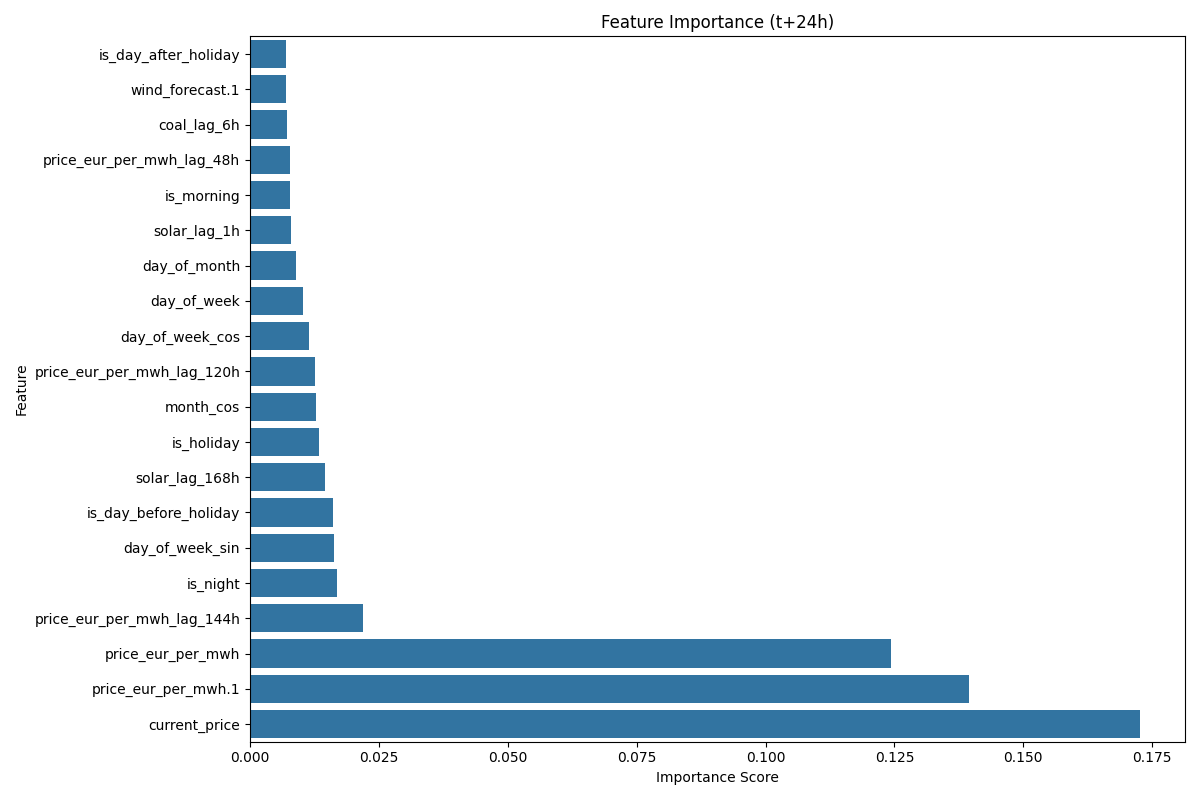 Feature Importance (t+24h)
Feature
is_day_after_holiday
wind_forecast.1
coal_lag_6h
price_eur_per_mwh_lag_48h
is_morning
solar_lag_1h
day_of_month
day_of_week
day_of_week_cos
price_eur_per_mwh_lag_120h
month_cos
is_holiday
solar_lag_168h
is_day_before_holiday
day_of_week_sin
is_night
price_eur_per_mwh_lag_144h
price_eur_per_mwh
price_eur_per_mwh.1
current_price
0.000 0.025 0.050 0.075 0.100 0.125 0.150 0.175
Importance Score